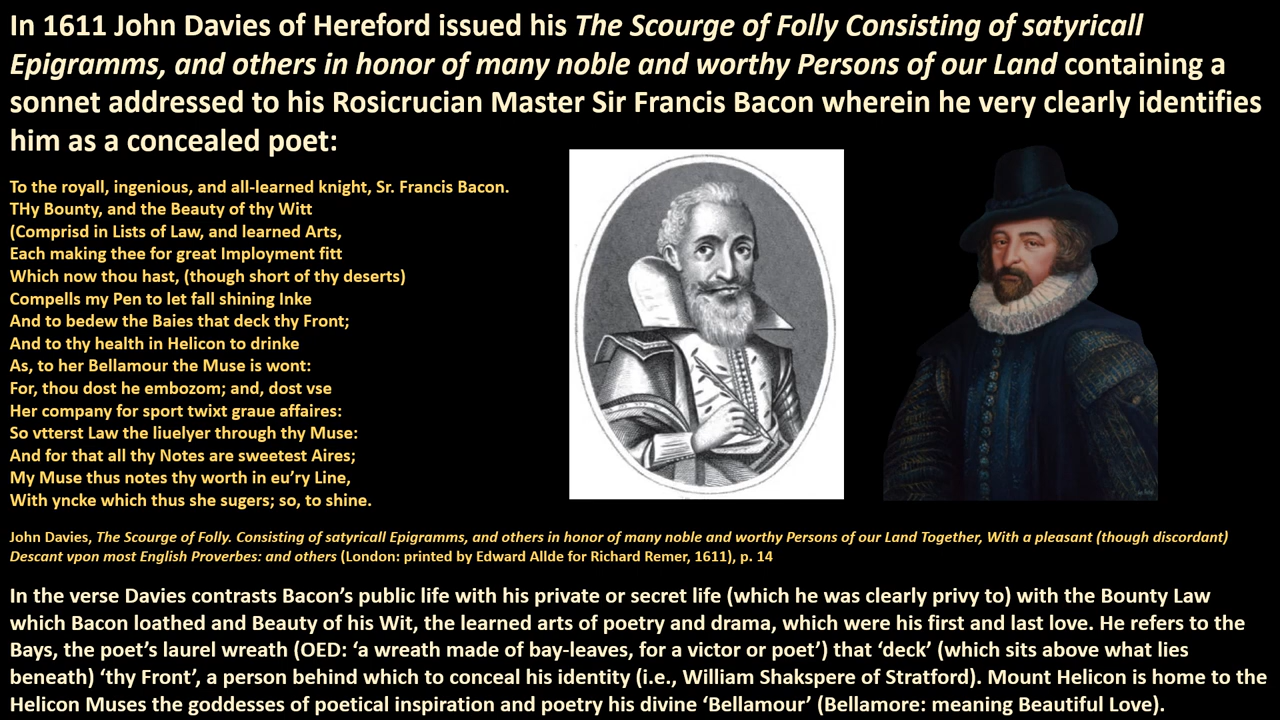 In 1611 John Davies of Hereford issued his The Scourge of Folly Consisting of satyricall
Epigramms, and others in honor of many noble and worthy Persons of our Land containing a
sonnet addressed to his Rosicrucian Master Sir Francis Bacon wherein he very clearly identifies
him as a concealed poet:
To the royall, ingenious, and all-learned knight, Sr. Francis Bacon.
THy Bounty, and the Beauty of thy Witt
(Comprisd in Lists of Law, and learned Arts,
Each making thee for great Imployment fitt
Which now thou hast, (though short of thy deserts)
Compells my Pen to let fall shining Inke
And to bedew the Baies that deck thy Front;
And to thy health in Helicon to drinke
As, to her Bellamour the Muse is wont:
For, thou dost he embozom; and, dost vse
Her company for sport twixt graue affaires:
So vtterst Law the liuelyer through thy Muse:
And for that all thy Notes are sweetest Aires;
My Muse thus notes thy worth in eu’ry Line,
With yncke which thus she sugers; so, to shine.
John Davies, The Scourge of Folly. Consisting of satyricall Epigramms, and others in honor of many noble and worthy Persons of our Land Together, With a pleasant (though discordant)
Descant vpon most English Proverbes: and others (London: printed by Edward Allde for Richard Remer, 1611), p. 14
In the verse Davies contrasts Bacon’s public life with his private or secret life (which he was clearly privy to) with the Bounty Law
which Bacon loathed and Beauty of his Wit, the learned arts of poetry and drama, which were his first and last love. He refers to the
Bays, the poet’s laurel wreath (OED: ‘a wreath made of bay-leaves, for a victor or poet’) that ‘deck’ (which sits above what lies
beneath) ‘thy Front’, a person behind which to conceal his identity (i.e., William Shakspere of Stratford). Mount Helicon is home to the
Helicon Muses the goddesses of poetical inspiration and poetry his divine ‘Bellamour’ (Bellamore: meaning Beautiful Love).